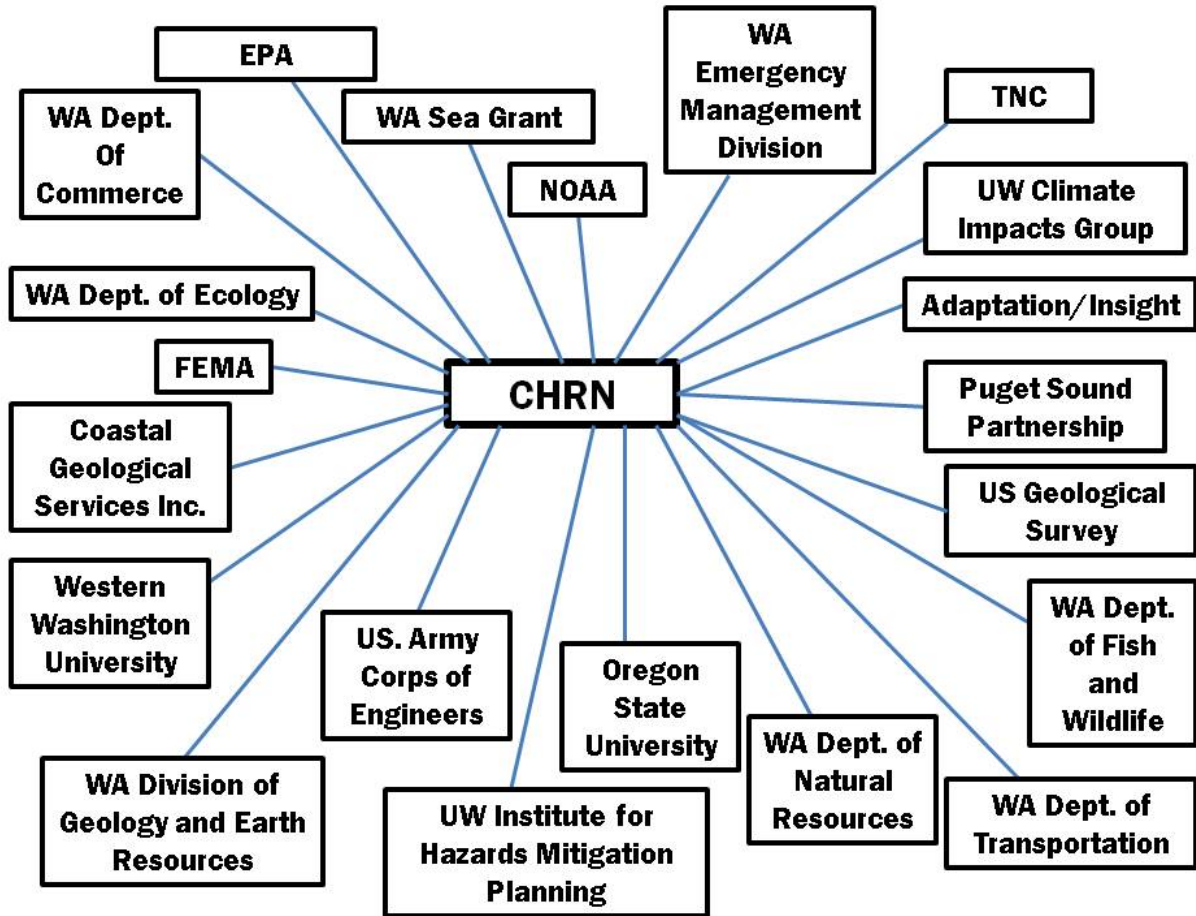 EPA
WA Dept.
Of
Commerce
WA Sea Grant
NOAA
WA
Emergency
Management
Division
TNC
UW Climate
Impacts Group
WA Dept. of Ecology
Adaptation/Insight
FEMA
CHRN
Puget Sound
Partnership
Coastal
Geological
Services Inc.
US Geological
Survey
Western
Washington
University
US. Army
Corps of
Engineers
Oregon
State
University
WA Dept.
of Fish
and
Wildlife
WA Division of
Geology and Earth
Resources
UW Institute for
Hazards Mitigation
Planning
WA Dept. of
Natural
Resources
WA Dept. of
Transportation